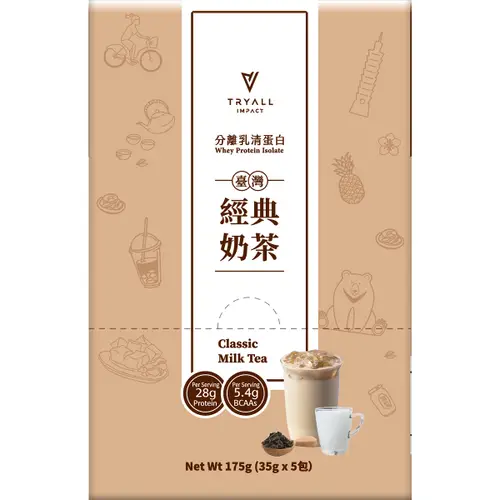 TRYALL
IMPACT
分離乳清蛋白
Whey Protein Isolate
臺灣
經典
奶茶
Classic
Milk Tea
Per Serving
28g
Protein
Per Serving
5.4g
BCAAs
Net Wt 175g (35g x 5包)